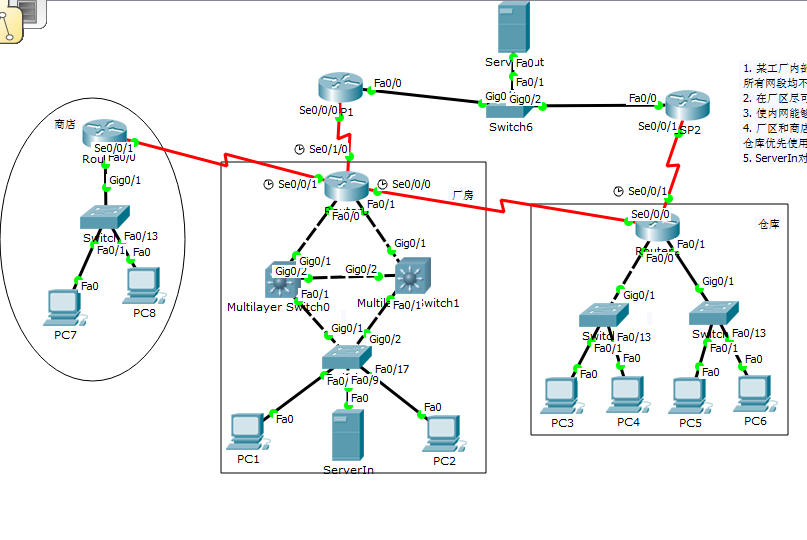 Fa0/1
Fa0/0
Gig0/2
Switch6
Fa0/0
Se0/0/0
Se0/1/0
Se0/0/1
1. 某工厂内
所有网段均不
2. 在厂区尽可
3. 使内网能够
4. 厂区和商店
仓库优先使用
5. ServerIn对
商店
Se0/0/1
Fa0/0
Gig0/1
Fa0/13
Fa0/1
Fa0
Fa0
PC7
PC8
厂房
Se0/0/1
Se0/0/0
Fa0/0
Fa0/1
Gig0/1
Gig0/1
Gig0/2
Gig0/2
Multilayer Switch0
Fa0/1
Fa0/1
Gig0/1
Gig0/2
Fa0/9
Fa0/17
Fa0
Fa0
Fa0
PC1
ServerIn
PC2
仓库
Se0/0/1
Se0/0/0
Fa0/0
Fa0/1
Gig0/1
Gig0/1
Fa0/13
Fa0/1
Fa0/13
Fa0/1
Fa0
Fa0
Fa0
Fa0
PC3
PC4
PC5
PC6